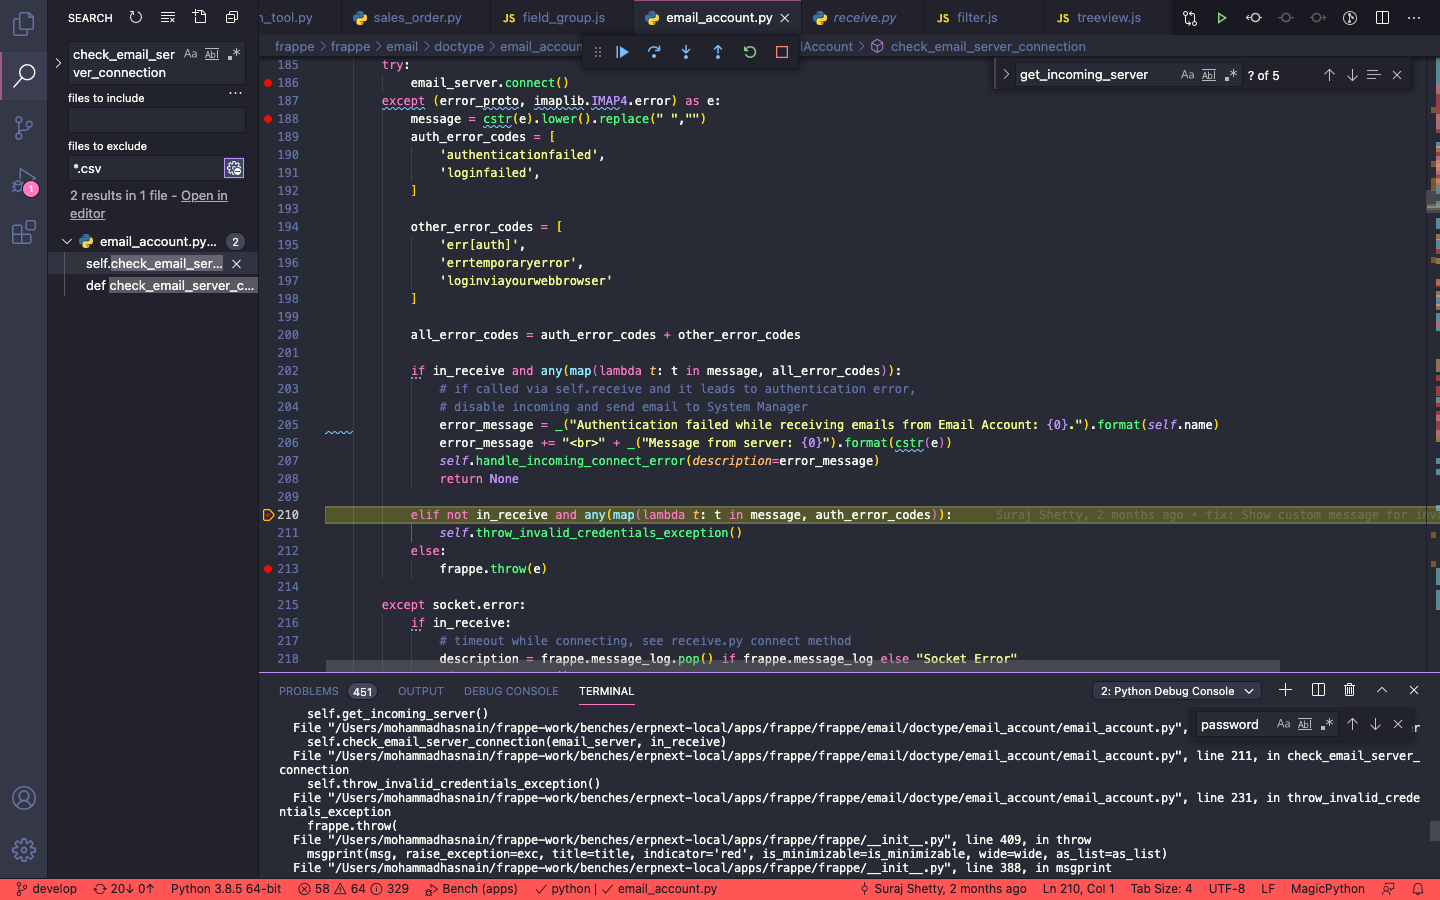 SEARCH
n_tool.py
sales_order.py
JS field_group.js
email_account.py
receive.py
JS filter.js
JS treeview.js
check_email_ser
ver_connection
Aa Abl .*
files to include
files to exclude
*.csv
2 results in 1 file - Open in
editor
email_account.py... 2
self.check_email_ser...
def check_email_server_c...
1
frappe > frappe > email > doctype > email_accoun
lAccount > check_email_server_connection
get_incoming_server Aa Abl .* ? of 5
185 try:
186 email_server.connect()
187 except (error_proto, imaplib.IMAP4.error) as e:
188 message = cstr(e).lower().replace(" ","")
189 auth_error_codes = [
190 'authenticationfailed',
191 'loginfailed',
192 ]
193
194 other_error_codes = [
195 'err[auth]',
196 'errtemporaryerror',
197 'loginviayourwebbrowser'
198 ]
199
200 all_error_codes = auth_error_codes + other_error_codes
201
202 if in_receive and any(map(lambda t: t in message, all_error_codes)):
203 # if called via self.receive and it leads to authentication error,
204 # disable incoming and send email to System Manager
205 error_message = _("Authentication failed while receiving emails from Email Account: {0}.").format(self.name)
206 error_message += "<br>" + _("Message from server: {0}").format(cstr(e))
207 self.handle_incoming_connect_error(description=error_message)
208 return None
209
210 elif not in_receive and any(map(lambda t: t in message, auth_error_codes)): Suraj Shetty, 2 months ago • fix: Show custom message for inva
211 self.throw_invalid_credentials_exception()
212 else:
213 frappe.throw(e)
214
215 except socket.error:
216 if in_receive:
217 # timeout while connecting, see receive.py connect method
218 description = frappe.message_log.pop() if frappe.message_log else "Socket Error"
PROBLEMS 451 OUTPUT DEBUG CONSOLE TERMINAL
2: Python Debug Console
password Aa Abl .*
self.get_incoming_server()
File "/Users/mohammadhasnain/frappe-work/benches/erpnext-local/apps/frappe/frappe/email/doctype/email_account/email_account.py",
self.check_email_server_connection(email_server, in_receive)
File "/Users/mohammadhasnain/frappe-work/benches/erpnext-local/apps/frappe/frappe/email/doctype/email_account/email_account.py", line 211, in check_email_server_
connection
self.throw_invalid_credentials_exception()
File "/Users/mohammadhasnain/frappe-work/benches/erpnext-local/apps/frappe/frappe/email/doctype/email_account/email_account.py", line 231, in throw_invalid_crede
ntials_exception
frappe.throw(
File "/Users/mohammadhasnain/frappe-work/benches/erpnext-local/apps/frappe/frappe/__init__.py", line 409, in throw
msgprint(msg, raise_exception=exc, title=title, indicator='red', is_minimizable=is_minimizable, wide=wide, as_list=as_list)
File "/Users/mohammadhasnain/frappe-work/benches/erpnext-local/apps/frappe/frappe/__init__.py", line 388, in msgprint
develop 20↓ 0↑ Python 3.8.5 64-bit 58 64 329 Bench (apps) ✓ python | ✓ email_account.py Suraj Shetty, 2 months ago Ln 210, Col 1 Tab Size: 4 UTF-8 LF MagicPython